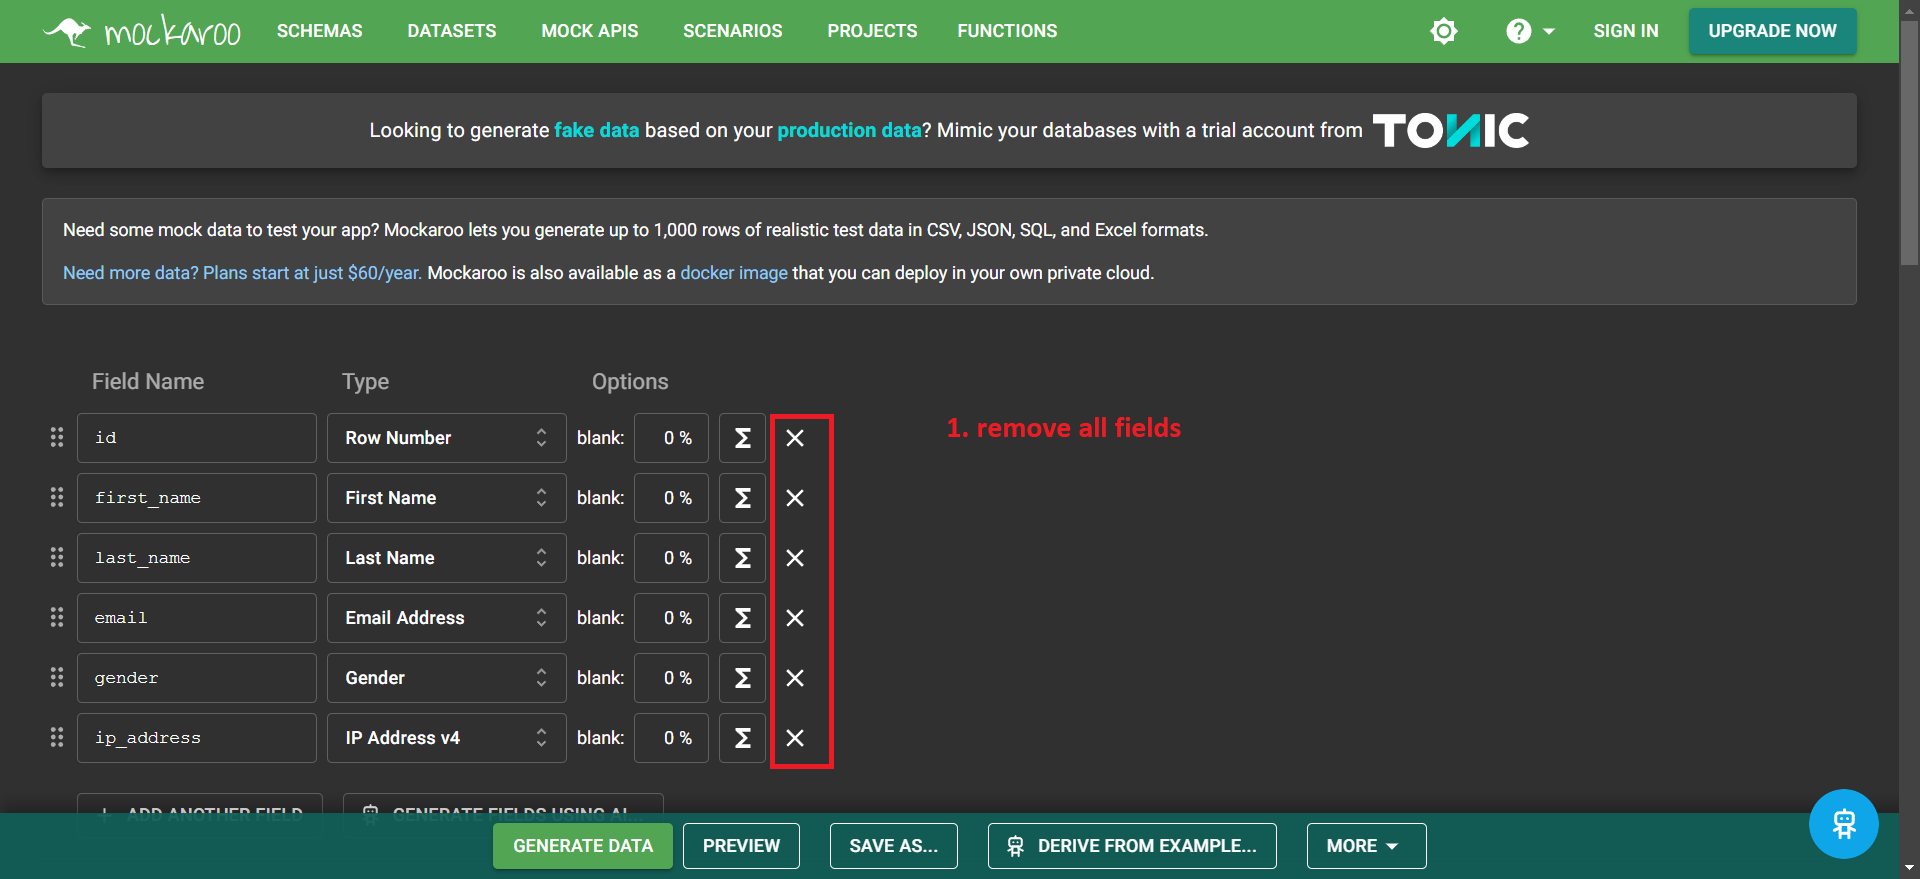 mockaroo SCHEMAS DATASETS MOCK APIS SCENARIOS PROJECTS FUNCTIONS ? SIGN IN UPGRADE NOW
Looking to generate fake data based on your production data? Mimic your databases with a trial account from TONIC
Need some mock data to test your app? Mockaroo lets you generate up to 1,000 rows of realistic test data in CSV, JSON, SQL, and Excel formats.
Need more data? Plans start at just $60/year. Mockaroo is also available as a docker image that you can deploy in your own private cloud.
Field Name Type Options
id Row Number blank: 0 % Σ
1. remove all fields
first_name First Name blank: 0 % Σ
last_name Last Name blank: 0 % Σ
email Email Address blank: 0 % Σ
gender Gender blank: 0 % Σ
ip_address IP Address v4 blank: 0 % Σ
+ ADD ANOTHER FIELD GENERATE FIELDS USING AI...
GENERATE DATA PREVIEW SAVE AS... DERIVE FROM EXAMPLE... MORE